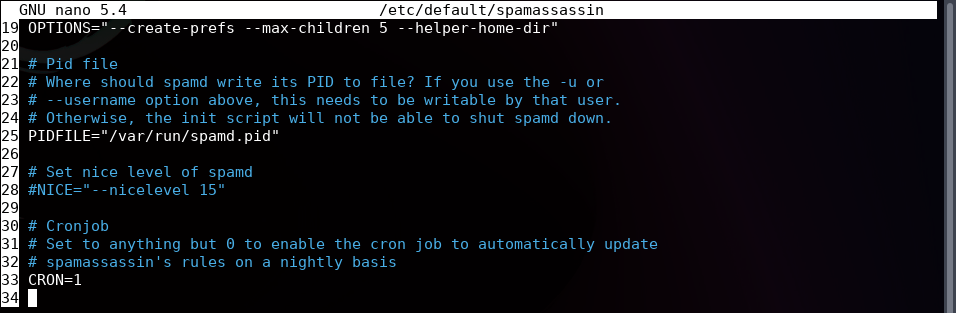 GNU nano 5.4 /etc/default/spamassassin
19 OPTIONS="--create-prefs --max-children 5 --helper-home-dir"
20
21 # Pid file
22 # Where should spamd write its PID to file? If you use the -u or
23 # --username option above, this needs to be writable by that user.
24 # Otherwise, the init script will not be able to shut spamd down.
25 PIDFILE="/var/run/spamd.pid"
26
27 # Set nice level of spamd
28 #NICE="--nicelevel 15"
29
30 # Cronjob
31 # Set to anything but 0 to enable the cron job to automatically update
32 # spamassassin's rules on a nightly basis
33 CRON=1
34